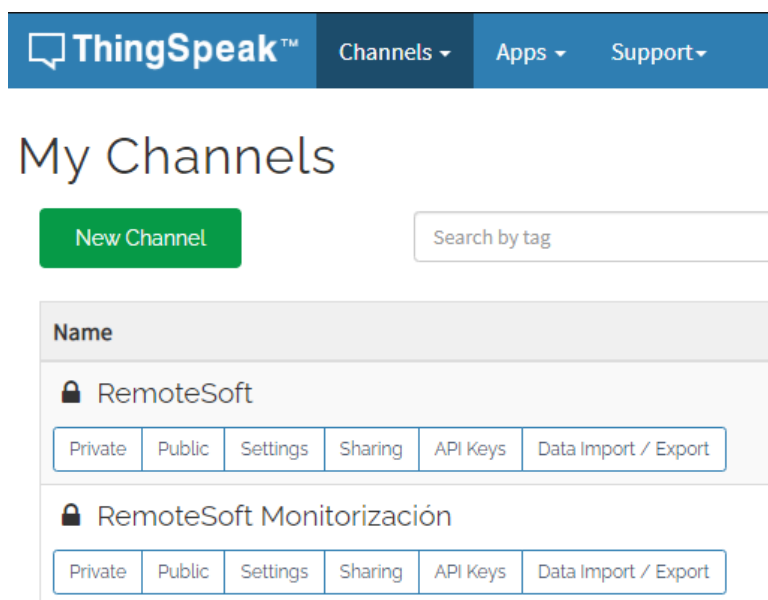 ThingSpeak™ Channels Apps Support
My Channels
New Channel Search by tag
Name
RemoteSoft
Private Public Settings Sharing API Keys Data Import / Export
RemoteSoft Monitorización
Private Public Settings Sharing API Keys Data Import / Export